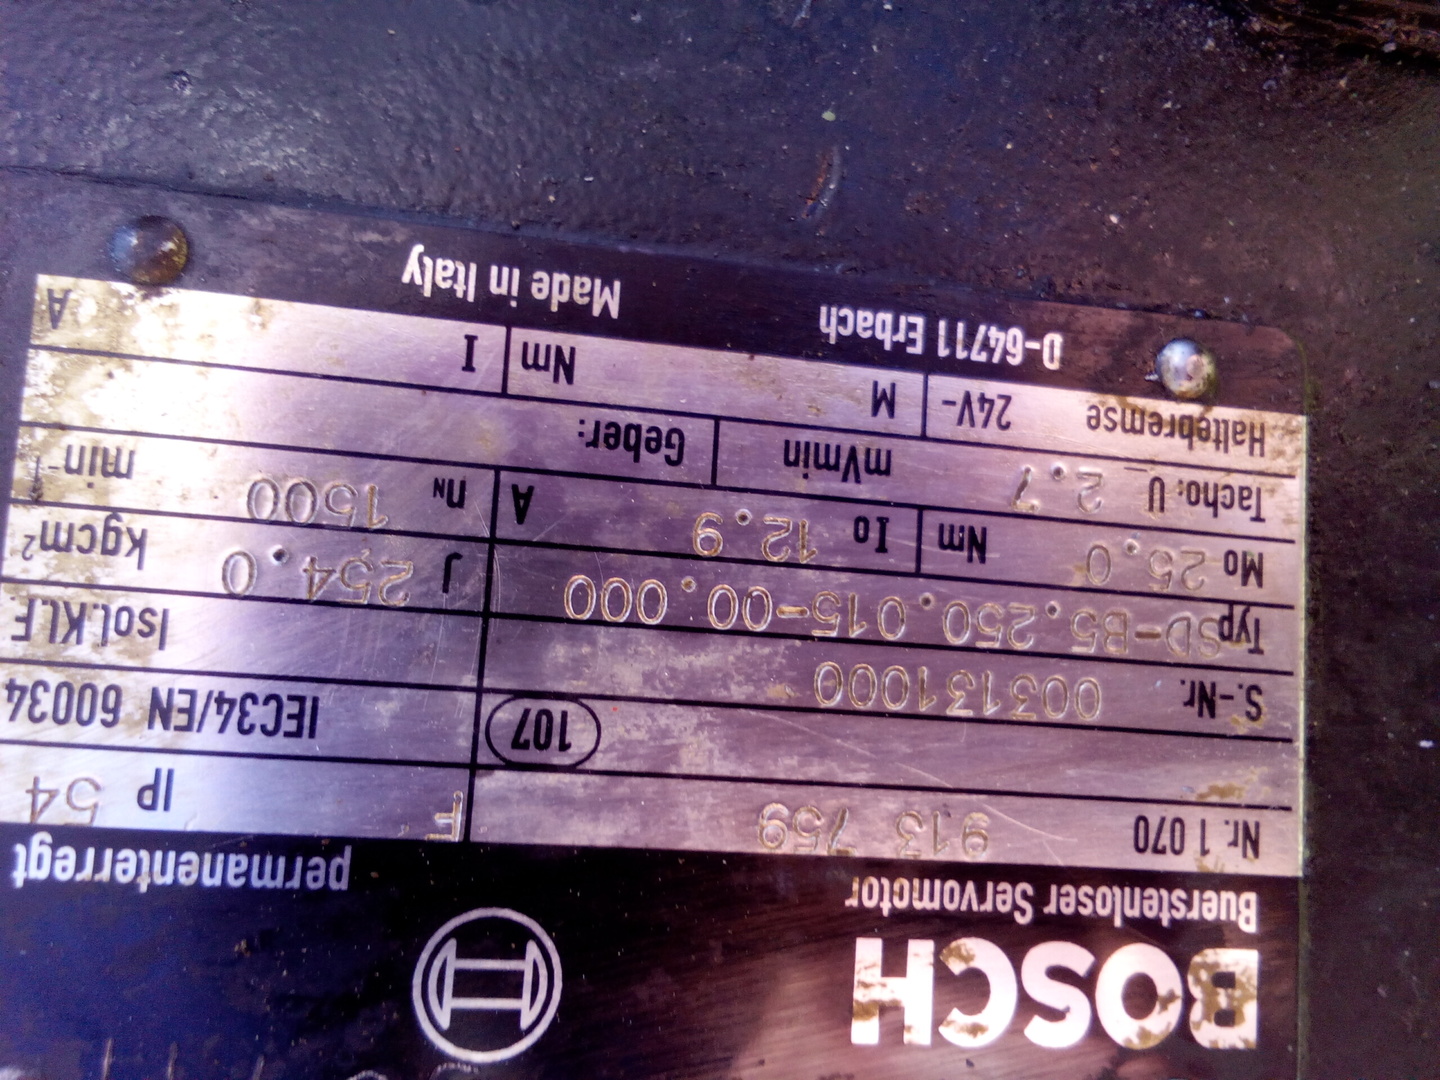 BOSCH
Buerstenloser Servomotor permanenterregt
Nr. 1 070 913 759 IP 54
107 IEC34/EN 60034
S.-Nr. 003131000 Isol.KLF F
Typ SD-B5.250.015-00.000 J 254.0 kgcm²
Mo 25.0 Nm Io 12.9 A nN 1500 min-1
Tacho: U 2.7 mVmin Geber:
Haltebremse 24V- M Nm I A
D-64711 Erbach Made in Italy